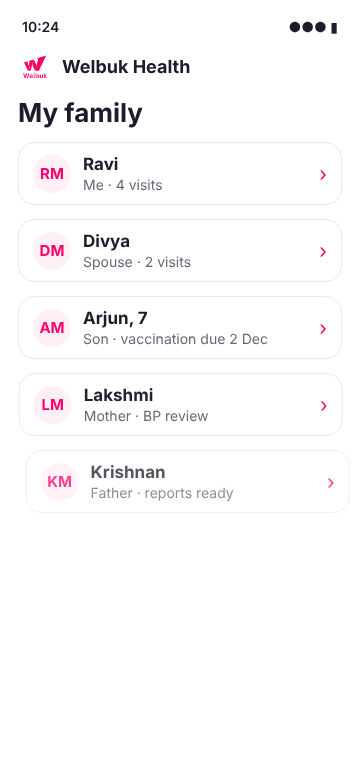 10:24
Welbuk
Welbuk Health
My family
RM
Ravi
Me · 4 visits
DM
Divya
Spouse · 2 visits
AM
Arjun, 7
Son · vaccination due 2 Dec
LM
Lakshmi
Mother · BP review
KM
Krishnan
Father · reports ready